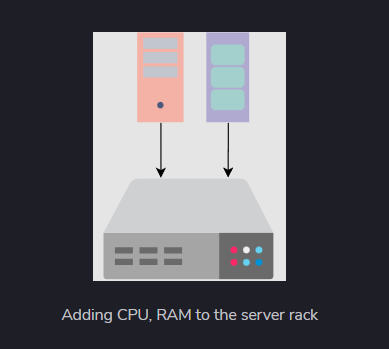 Adding CPU, RAM to the server rack